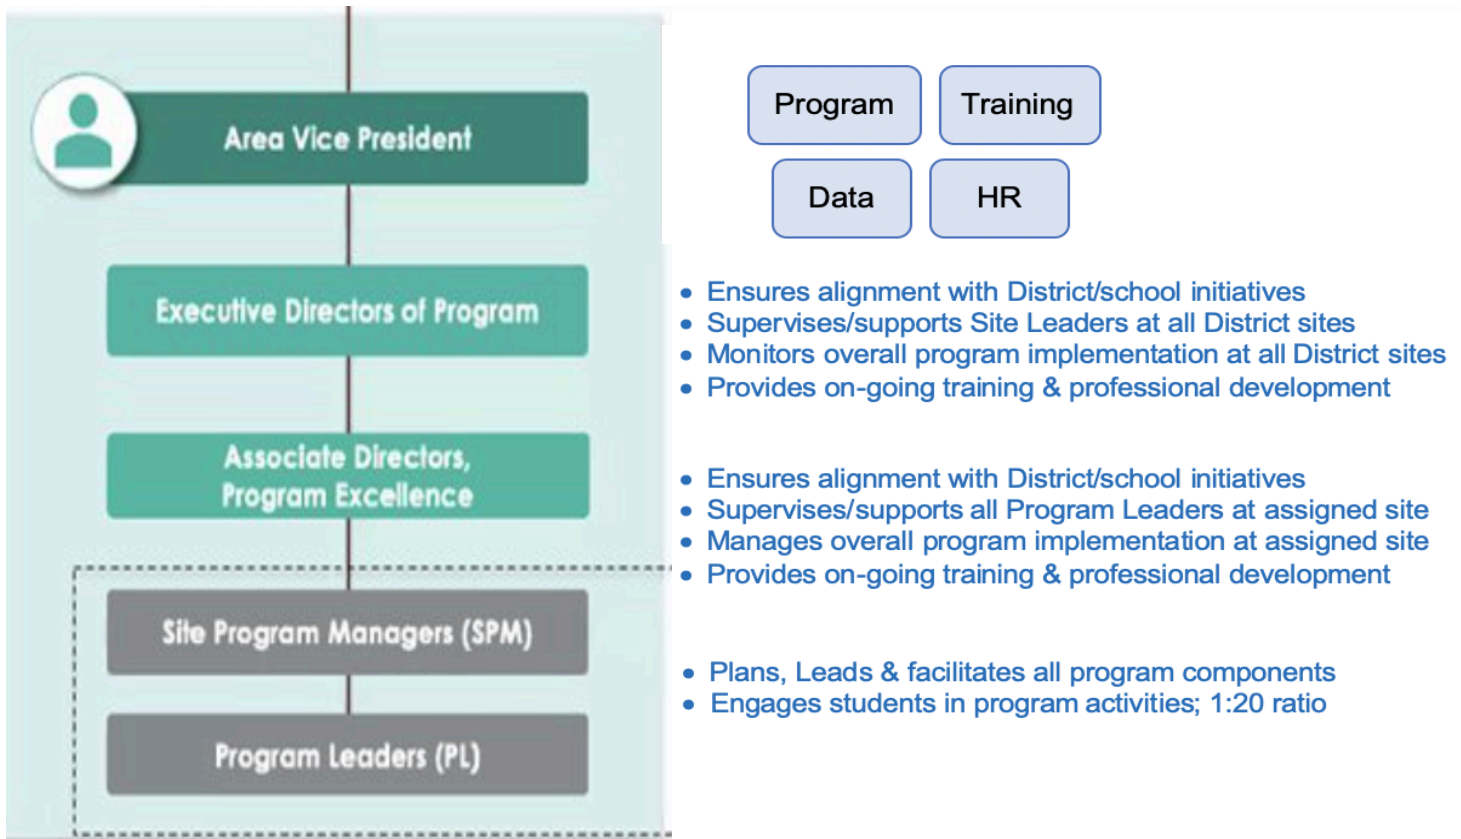 Area Vice President
Program
Training
Data
HR
Executive Directors of Program
• Ensures alignment with District/school initiatives
• Supervises/supports Site Leaders at all District sites
• Monitors overall program implementation at all District sites
• Provides on-going training & professional development
Associate Directors,
Program Excellence
• Ensures alignment with District/school initiatives
• Supervises/supports all Program Leaders at assigned site
• Manages overall program implementation at assigned site
• Provides on-going training & professional development
Site Program Managers (SPM)
• Plans, Leads & facilitates all program components
• Engages students in program activities; 1:20 ratio
Program Leaders (PL)